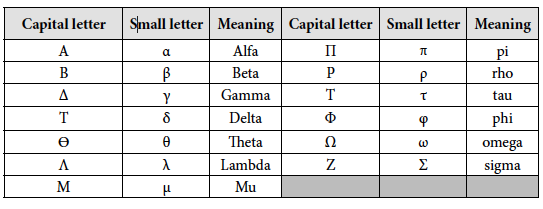 Capital letter Small letter Meaning Capital letter Small letter Meaning
Α α Alfa Π π pi
Β β Beta Ρ ρ rho
Δ γ Gamma Τ τ tau
Τ δ Delta Φ φ phi
Θ θ Theta Ω ω omega
Λ λ Lambda Ζ Σ sigma
Μ μ Mu